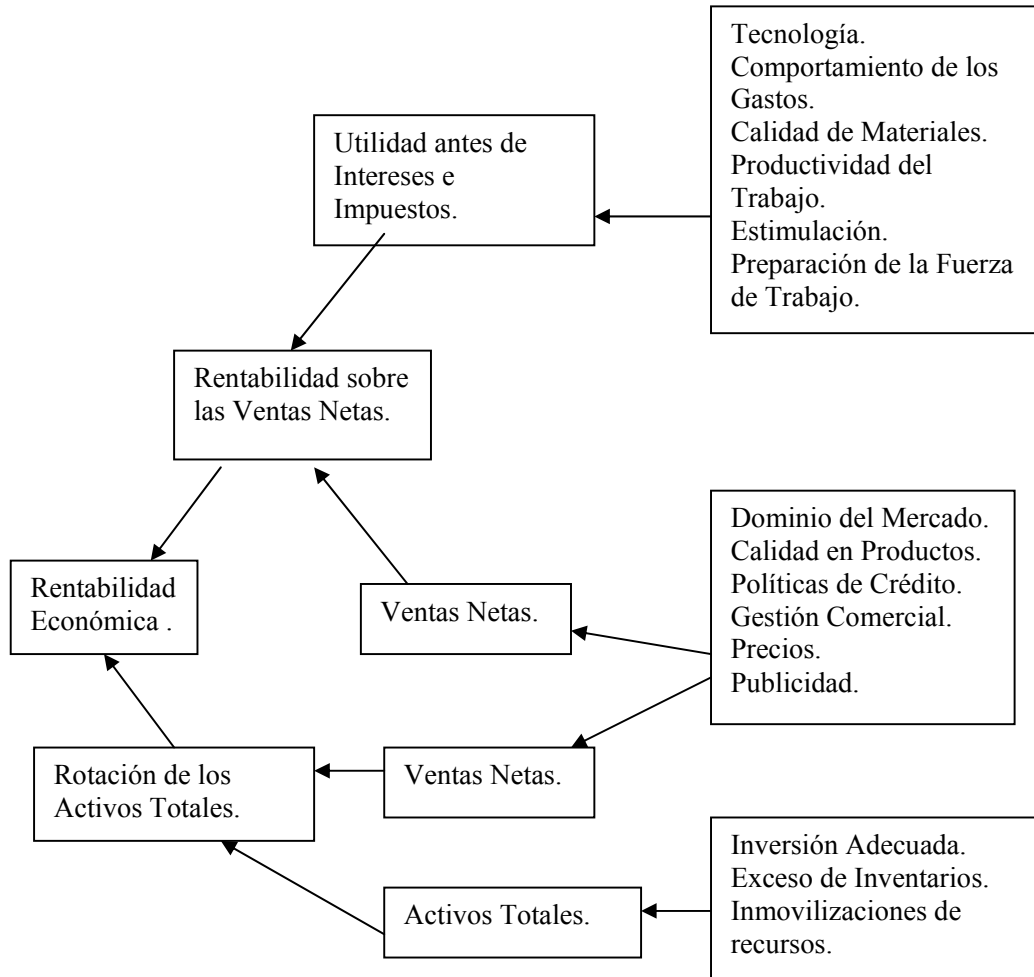 Tecnología.
Comportamiento de los
Gastos.
Calidad de Materiales.
Productividad del
Trabajo.
Estimulación.
Preparación de la Fuerza
de Trabajo.
Utilidad antes de
Intereses e
Impuestos.
Rentabilidad sobre
las Ventas Netas.
Dominio del Mercado.
Calidad en Productos.
Políticas de Crédito.
Gestión Comercial.
Precios.
Publicidad.
Rentabilidad
Económica .
Ventas Netas.
Rotación de los
Activos Totales.
Ventas Netas.
Inversión Adecuada.
Exceso de Inventarios.
Inmovilizaciones de
recursos.
Activos Totales.